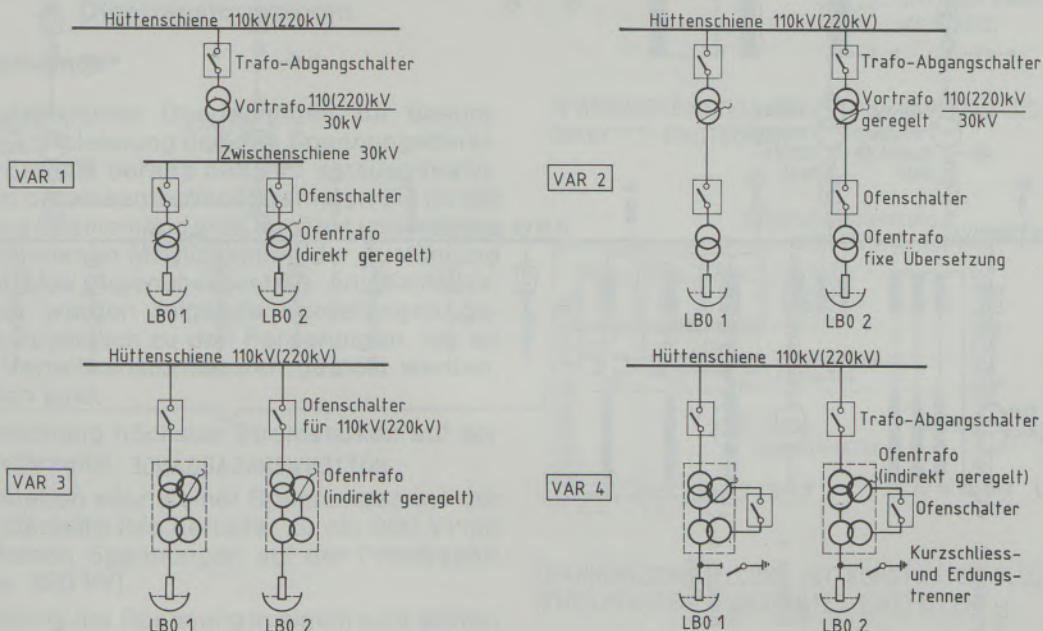 Hüttenschiene 110kV(220kV)
Trafo-Abgangschalter
Vortrafo 110(220)kV
30kV
Zwischenschiene 30kV
VAR 1
Ofenschalter
Ofentrafo
(direkt geregelt)
LBO 1
LBO 2
Hüttenschiene 110kV(220kV)
Trafo-Abgangschalter
Vortrafo 110(220)kV
geregelt 30kV
VAR 2
Ofenschalter
Ofentrafo
fixe Übersetzung
LBO 1
LBO 2
Hüttenschiene 110kV(220kV)
Ofenschalter
für 110kV(220kV)
VAR 3
Ofentrafo
(indirekt geregelt)
LBO 1
LBO 2
Hüttenschiene 110kV(220kV)
Trafo-Abgangschalter
Ofentrafo
(indirekt geregelt)
VAR 4
Ofenschalter
Kurzschliess-
und Erdungs-
trenner
LBO 1
LBO 2